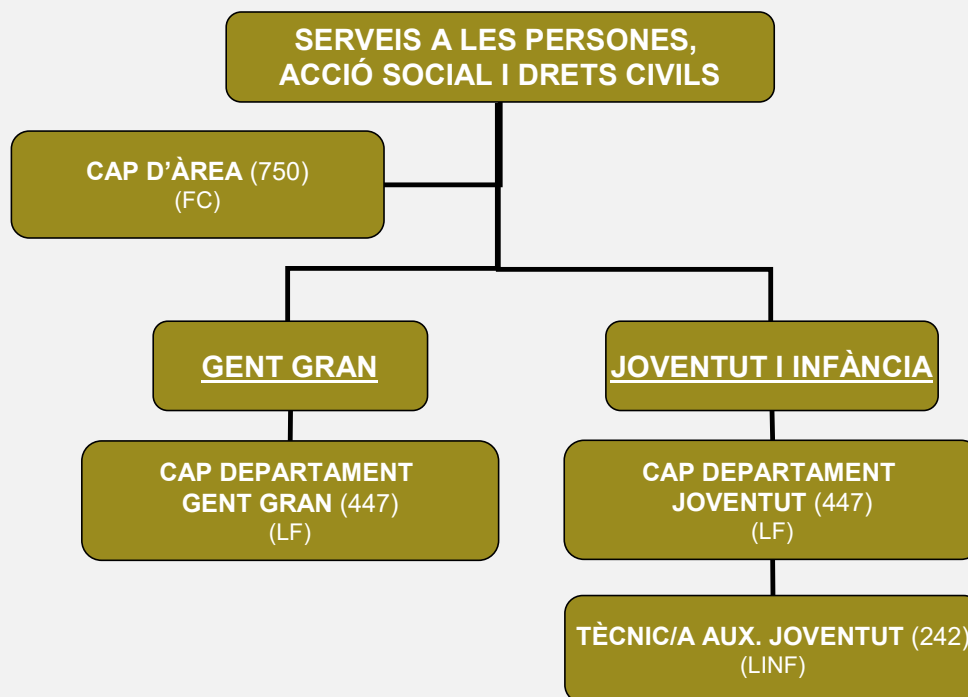 SERVEIS A LES PERSONES,
ACCIÓ SOCIAL I DRETS CIVILS
CAP D’ÀREA (750)
(FC)
GENT GRAN
JOVENTUT I INFÀNCIA
CAP DEPARTAMENT
GENT GRAN (447)
(LF)
CAP DEPARTAMENT
JOVENTUT (447)
(LF)
TÈCNIC/A AUX. JOVENTUT (242)
(LINF)